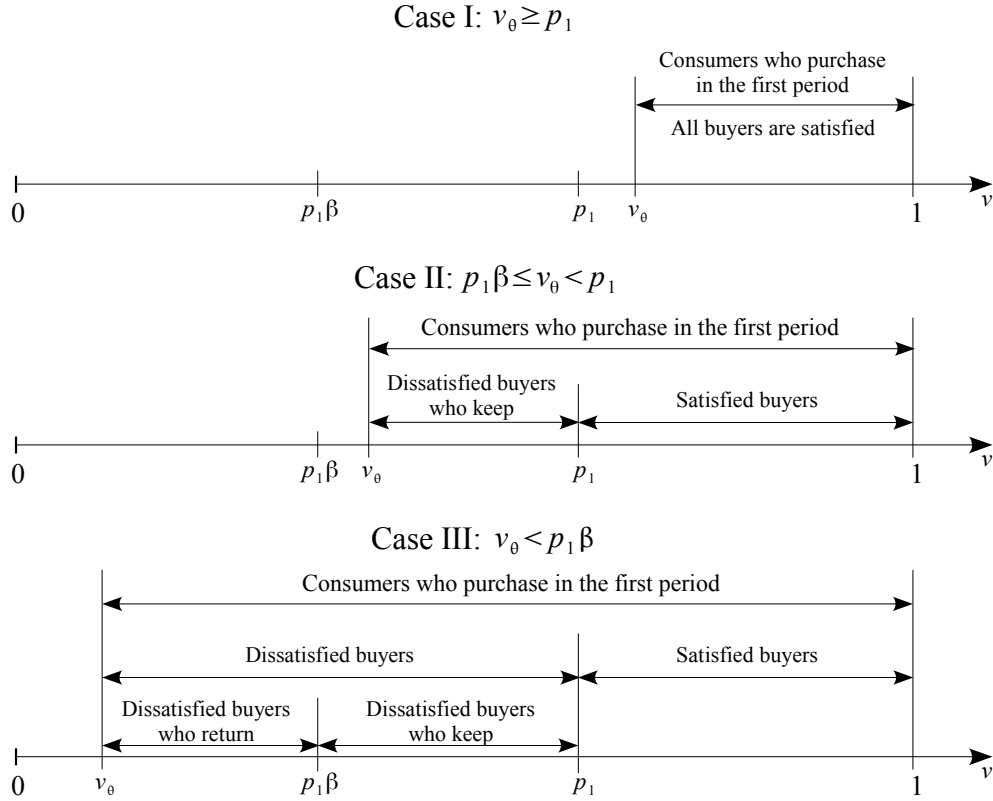 Case I: v_θ ≥ p_1
Consumers who purchase
in the first period
All buyers are satisfied
0 p_1β p_1 v_θ 1 v
Case II: p_1β ≤ v_θ < p_1
Consumers who purchase in the first period
Dissatisfied buyers
who keep
Satisfied buyers
0 p_1β v_θ p_1 1 v
Case III: v_θ < p_1β
Consumers who purchase in the first period
Dissatisfied buyers Satisfied buyers
Dissatisfied buyers
who return
Dissatisfied buyers
who keep
0 v_θ p_1β p_1 1 v